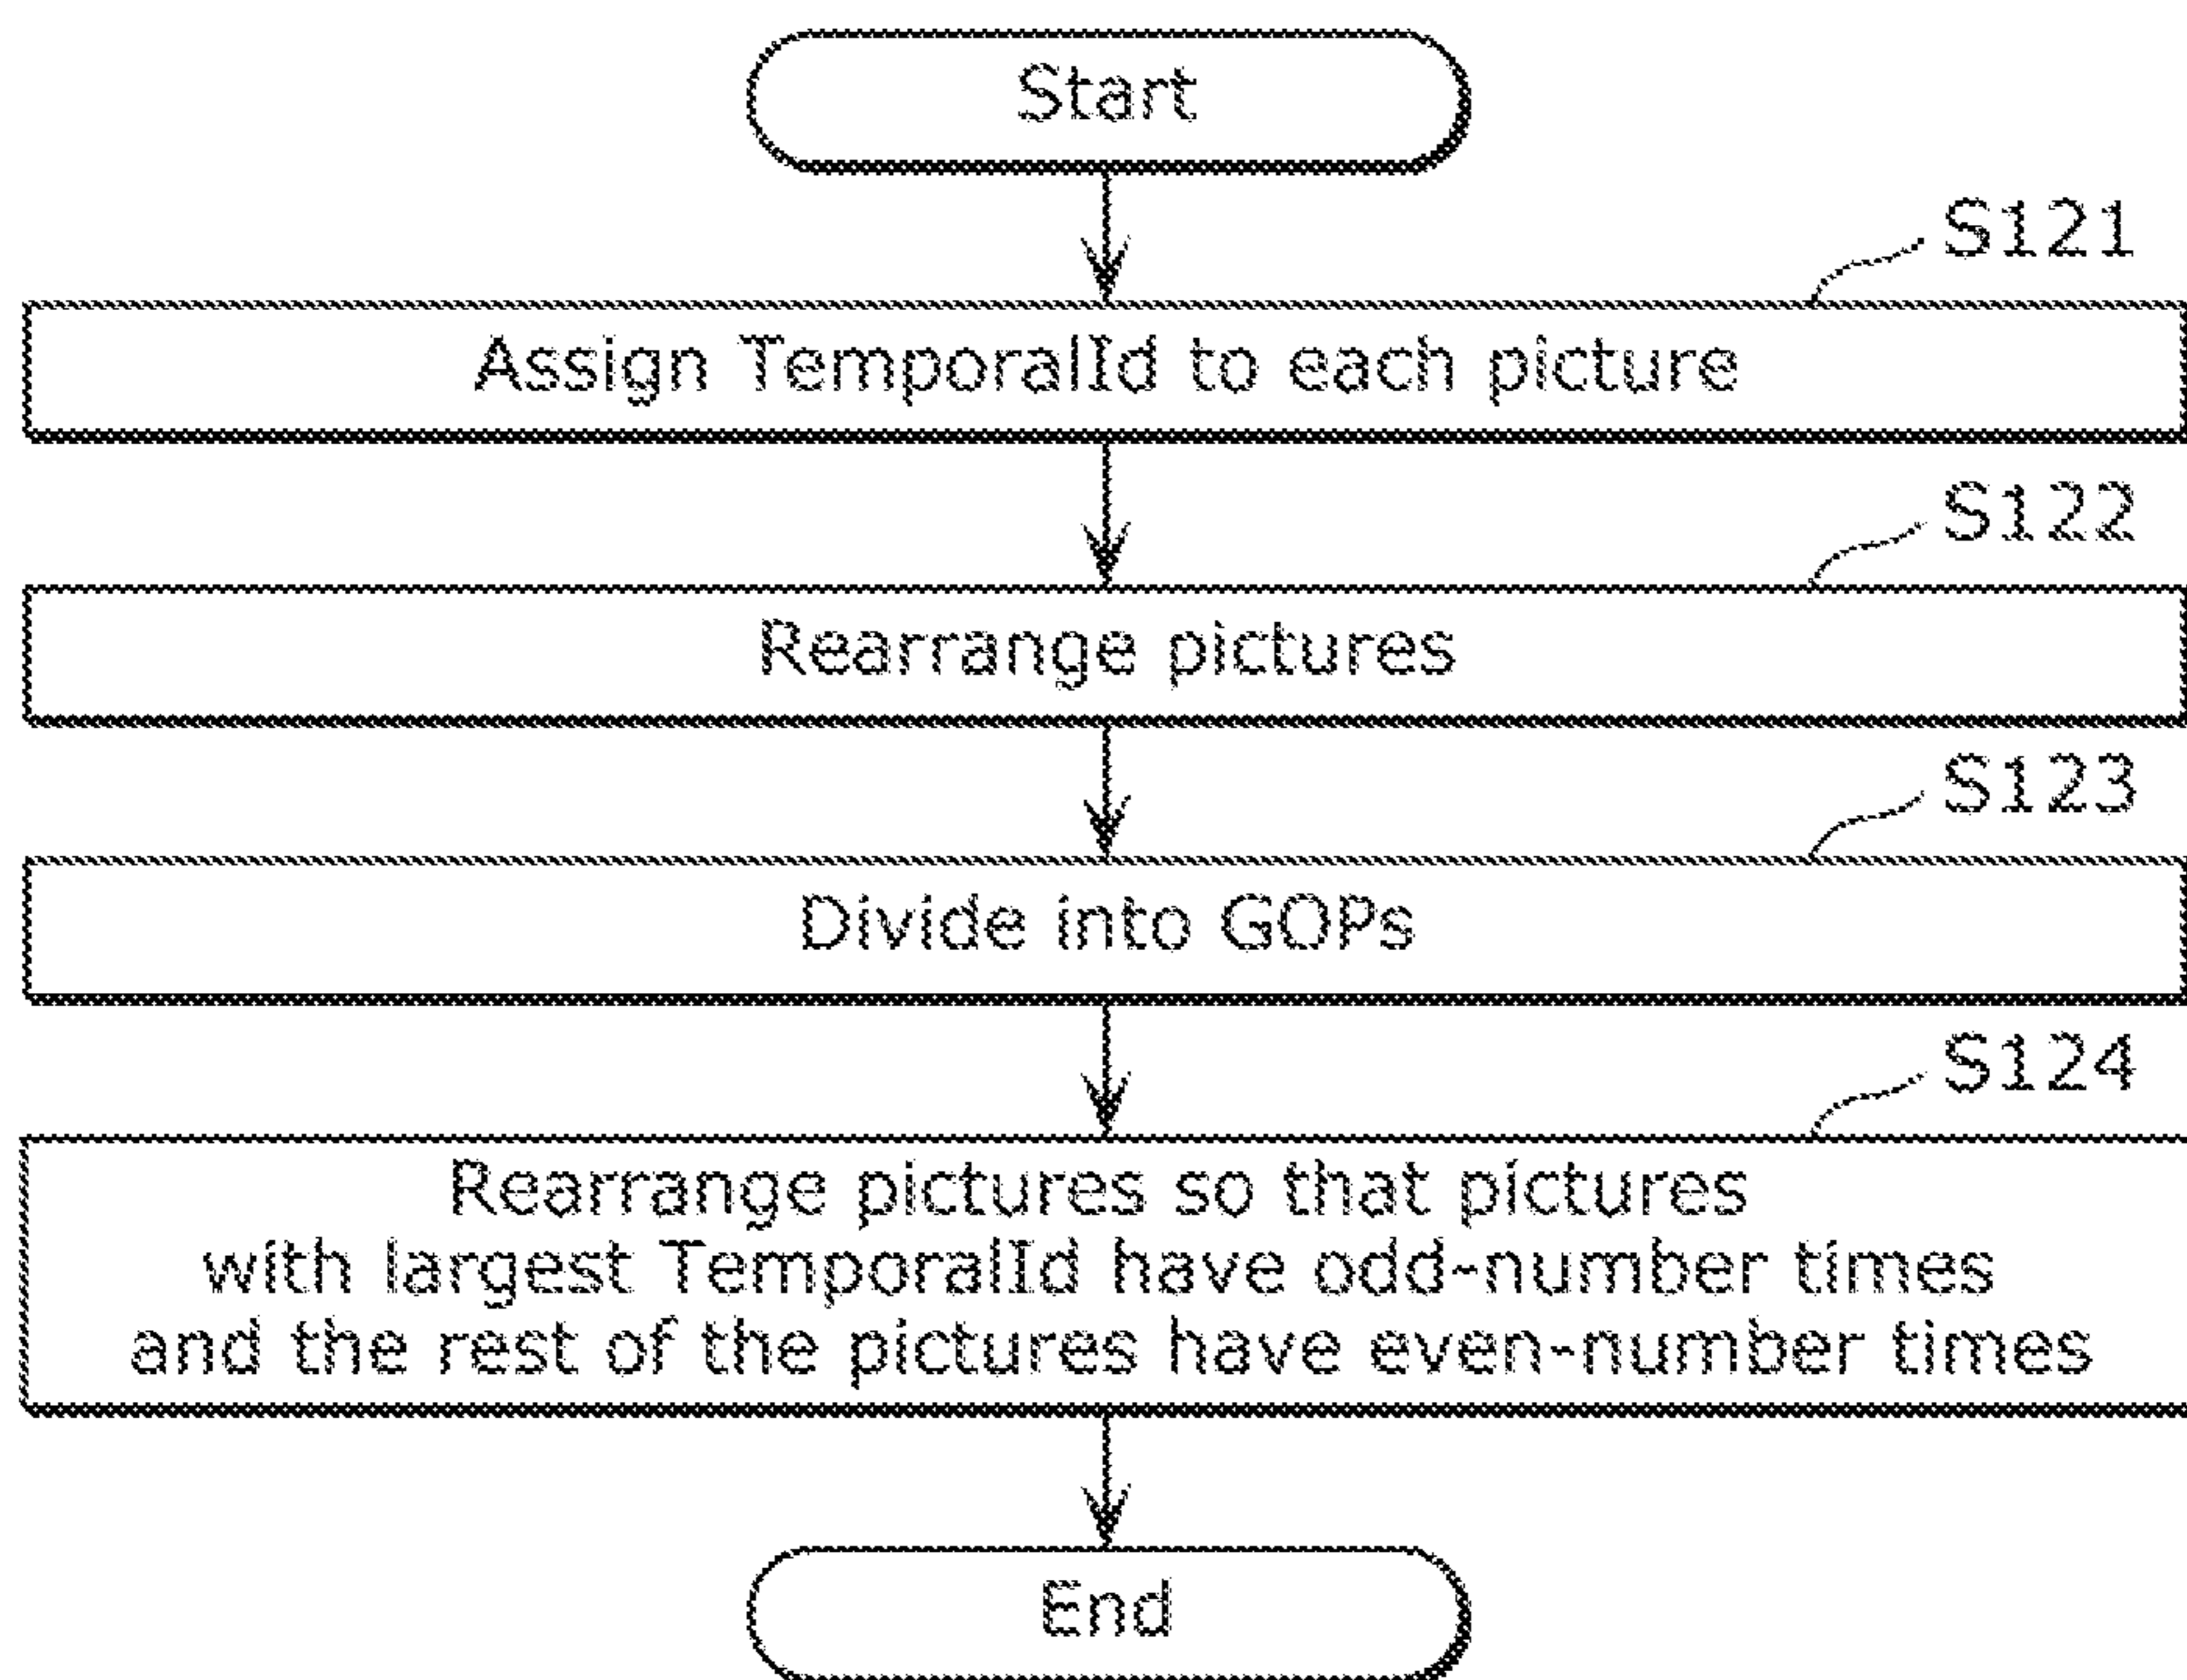 Start
S121
Assign TemporalId to each picture
S122
Rearrange pictures
S123
Divide into GOPs
S124
Rearrange pictures so that pictures
with largest TemporalId have odd-number times
and the rest of the pictures have even-number times
End